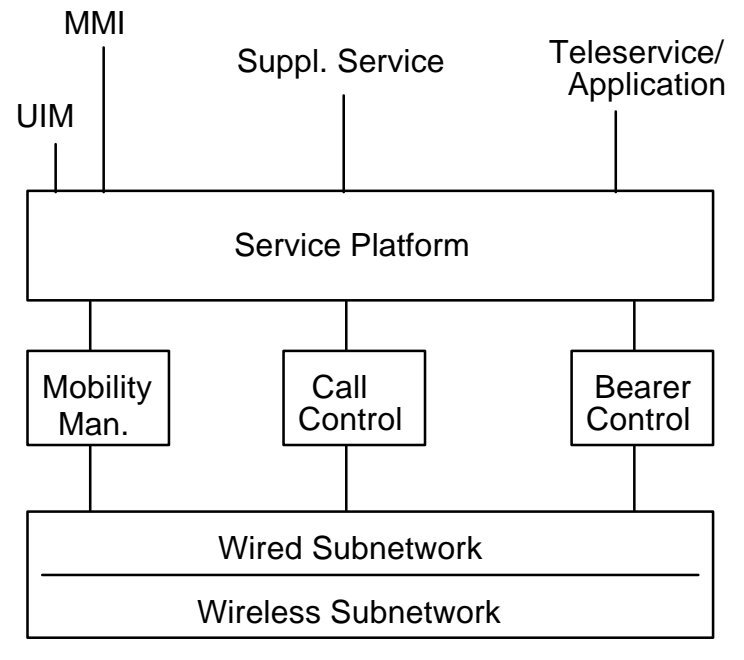 MMI
Suppl. Service
Teleservice/
Application
UIM
Service Platform
Mobility
Man.
Call
Control
Bearer
Control
Wired Subnetwork
Wireless Subnetwork